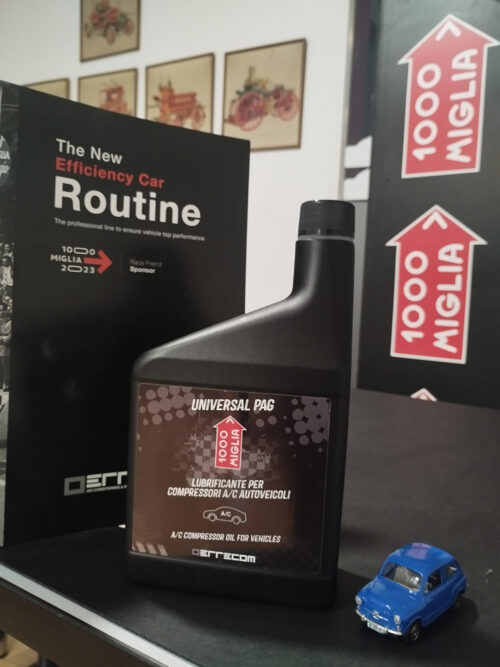 The New
Efficiency Car
Routine
The professional line to ensure vehicle top performance
1000
MIGLIA
2023
Race Friend
Sponsor
ERRECOM
1000
MIGLIA
1000
MIGLIA
UNIVERSAL PAG
1000
MIGLIA
LUBRIFICANTE PER
COMPRESSORI A/C AUTOVEICOLI
A/C
A/C COMPRESSOR OIL FOR VEHICLES
ERRECOM